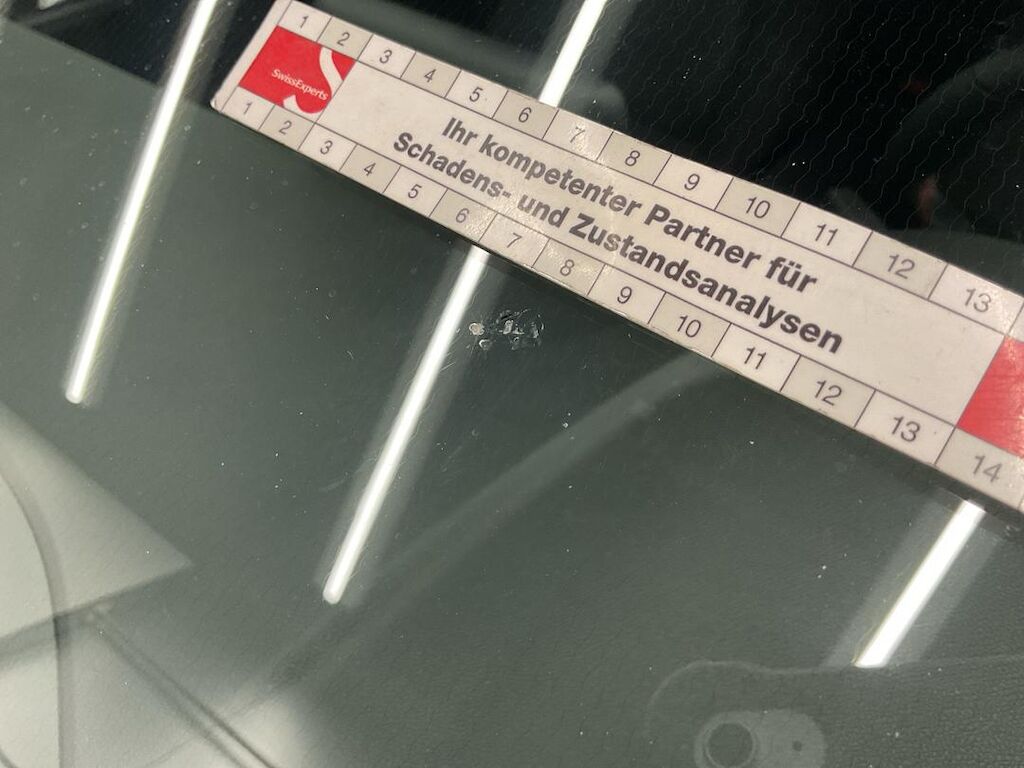 1 2 3 4 5 6 7 8 9 10 11 12 13
SwissExperts
Ihr kompetenter Partner für
Schadens- und Zustandsanalysen
1 2 3 4 5 6 7 8 9 10 11 12 13 14